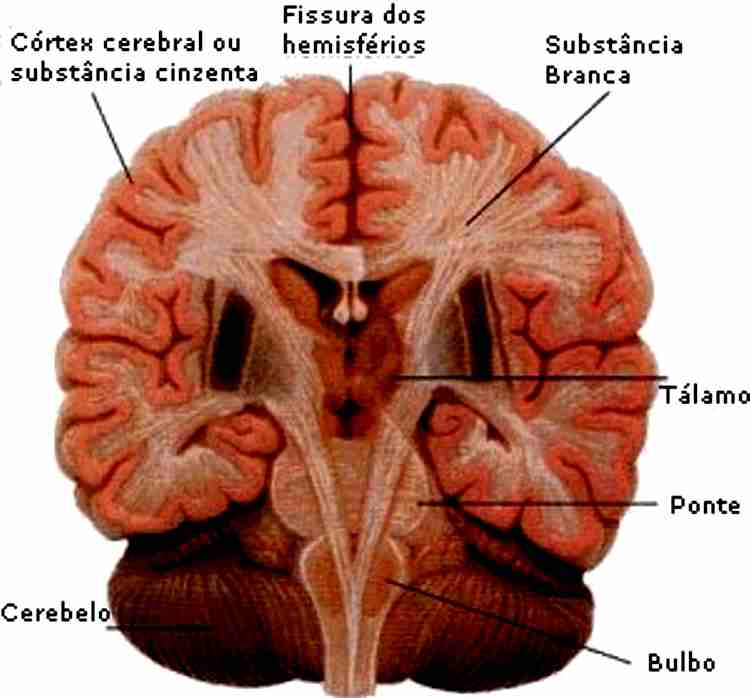 Córtex cerebral ou
substância cinzenta
Fissura dos
hemisférios
Substância
Branca
Tálamo
Ponte
Cerebelo
Bulbo